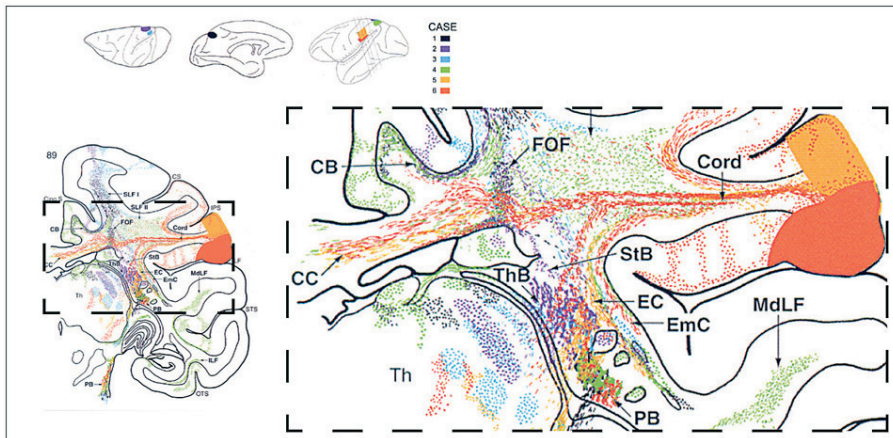 CASE
1
2
3
4
5
6
89
SLF I
CS
SLF II
IPS
FOF
Cord
CB
CC
ThB
StB
EC
EmC
MdLF
Th
PB
STS
ILF
PB
OTS
FOF
CB
Cord
CC
ThB
StB
EC
EmC
MdLF
Th
PB